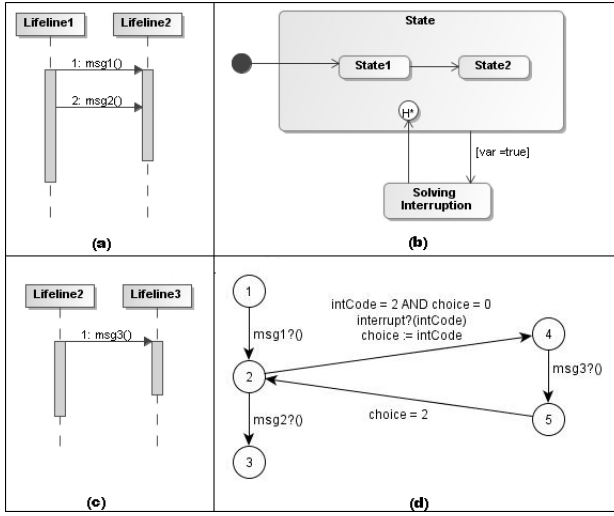 Lifeline1 Lifeline2
1: msg1()
2: msg2()
(a)
State
State1 State2
H*
[var =true]
Solving
Interruption
(b)
Lifeline2 Lifeline3
1: msg3()
(c)
1
intCode = 2 AND choice = 0
interrupt?(intCode)
choice := intCode
msg1?()
4
msg3?()
2
choice = 2
5
msg2?()
3
(d)